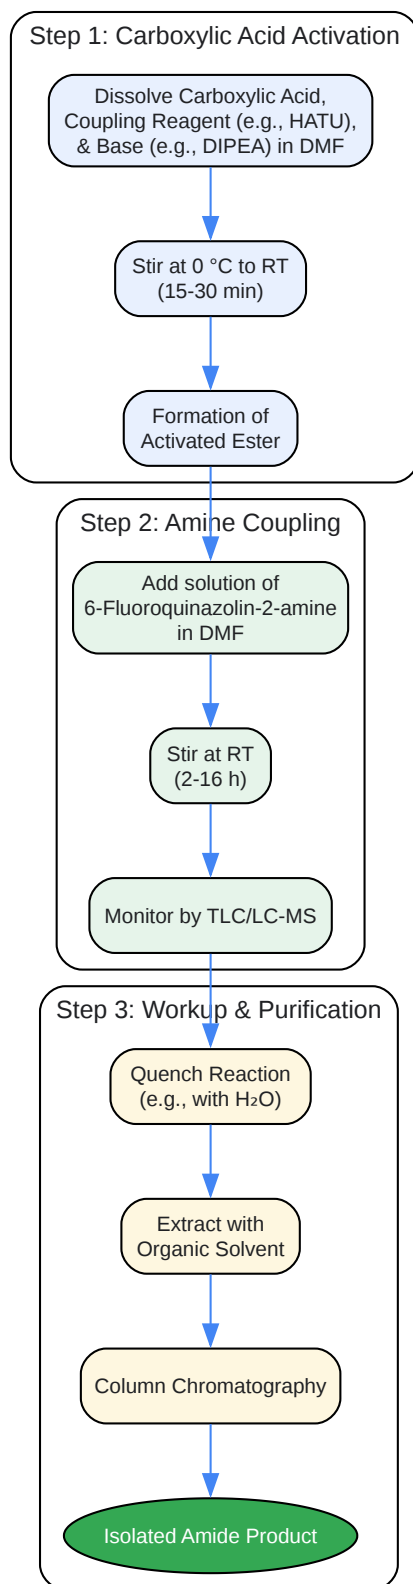 Step 1: Carboxylic Acid Activation
Dissolve Carboxylic Acid,
Coupling Reagent (e.g., HATU),
& Base (e.g., DIPEA) in DMF
Stir at 0 °C to RT
(15-30 min)
Formation of
Activated Ester
Step 2: Amine Coupling
Add solution of
6-Fluoroquinazolin-2-amine
in DMF
Stir at RT
(2-16 h)
Monitor by TLC/LC-MS
Step 3: Workup & Purification
Quench Reaction
(e.g., with H₂O)
Extract with
Organic Solvent
Column Chromatography
Isolated Amide Product